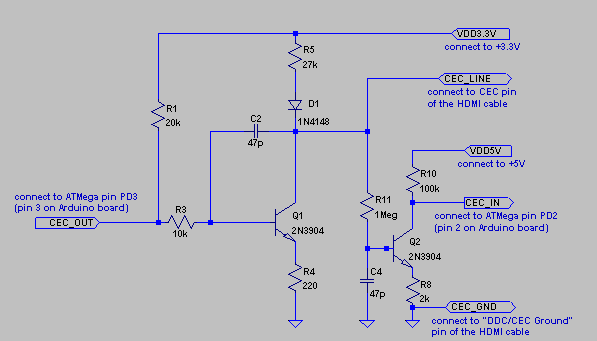 VDD3.3V
connect to +3.3V
R5
27k
CEC_LINE
connect to CEC pin
of the HDMI cable
D1
1N4148
R1
20k
C2
47p
VDD5V
connect to +5V
R10
100k
connect to ATMega pin PD3
(pin 3 on Arduino board)
CEC_OUT
R3
10k
Q1
2N3904
R11
1Meg
CEC_IN
connect to ATMega pin PD2
(pin 2 on Arduino board)
Q2
2N3904
R4
220
C4
47p
R8
2k
CEC_GND
connect to "DDC/CEC Ground"
pin of the HDMI cable